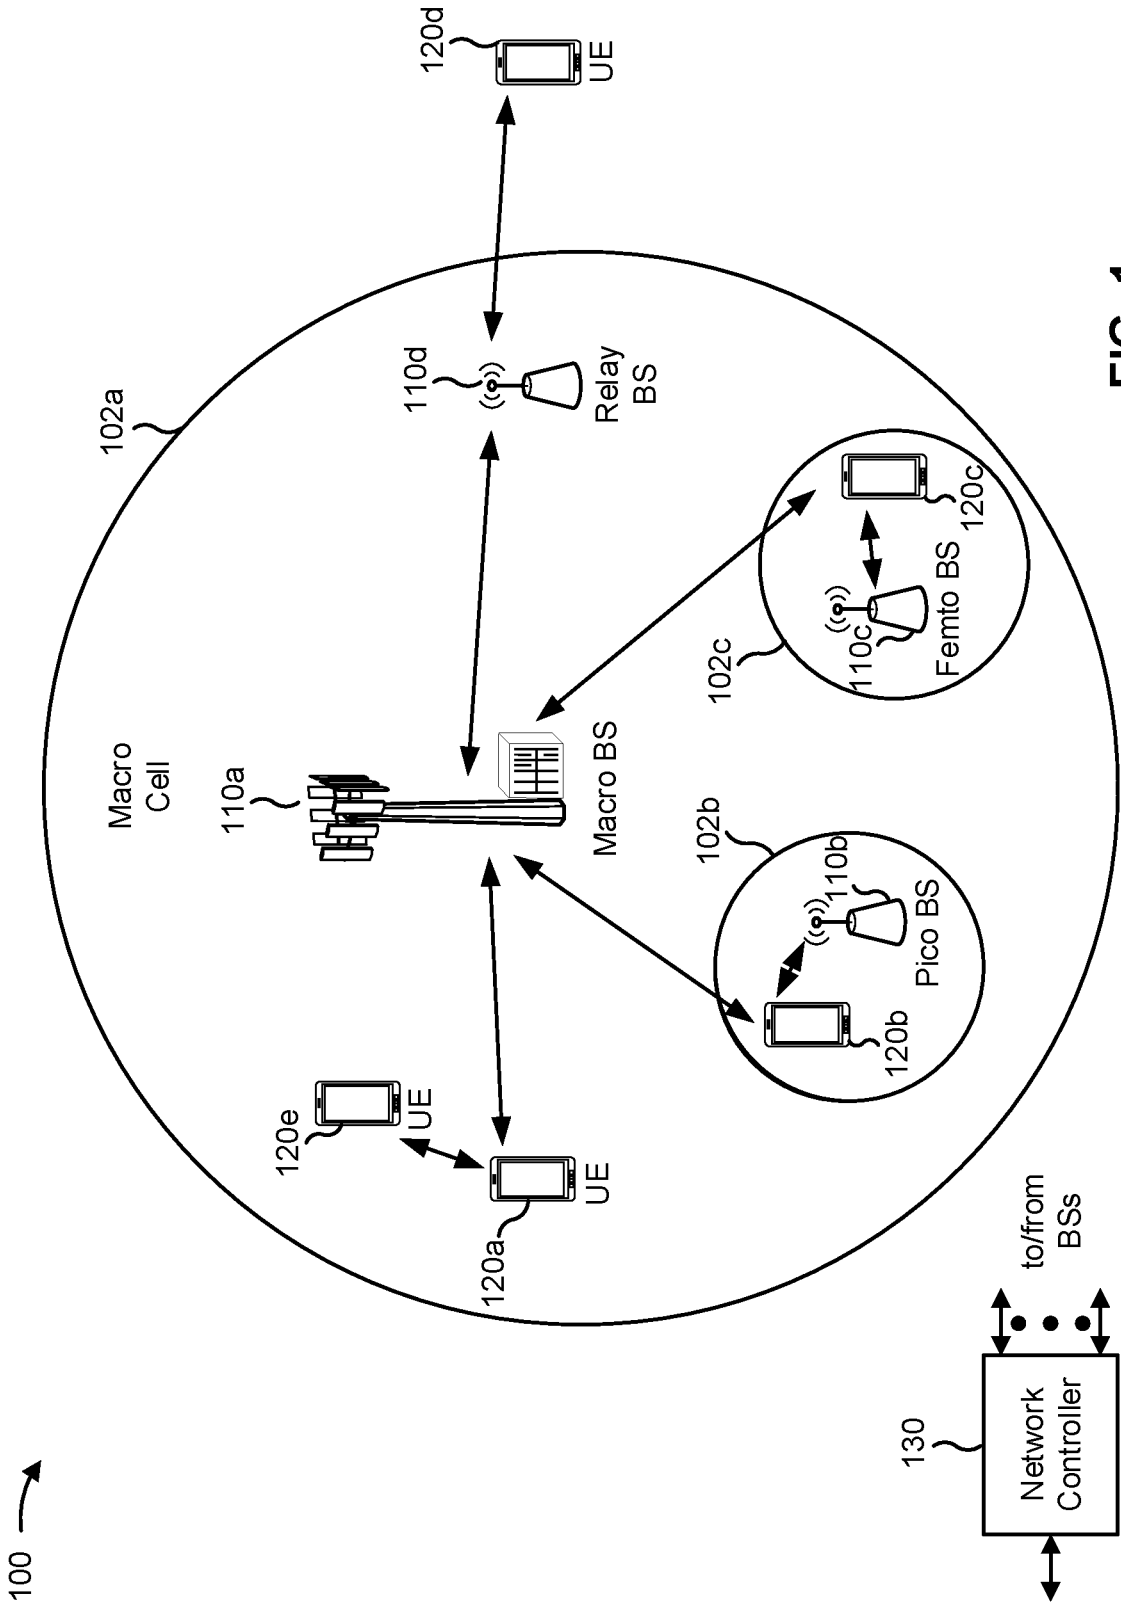 100
102a
Macro
Cell
110a
120e
UE
110d
120d
120a
UE
Macro BS
Relay
BS
UE
102b
102c
110b
110c
120b
130
Pico BS
Femto BS
120c
Network
Controller
to/from
BSs
FIG. 1